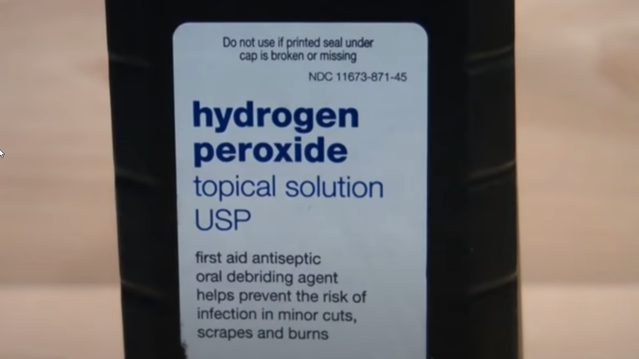 Do not use if printed seal under
cap is broken or missing
NDC 11673-871-45
hydrogen
peroxide
topical solution
USP
first aid antiseptic
oral debriding agent
helps prevent the risk of
infection in minor cuts,
scrapes and burns